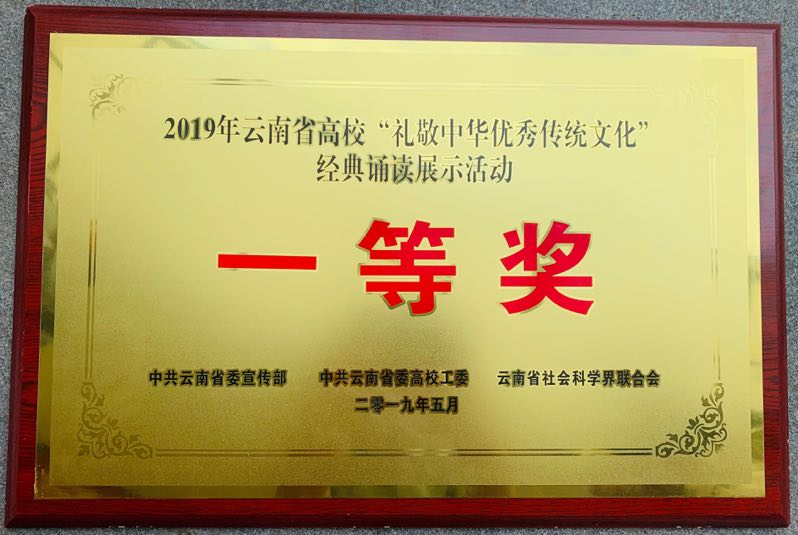 2019年云南省高校“礼敬中华优秀传统文化”
经典诵读展示活动
一等奖
中共云南省委宣传部 中共云南省委高校工委 云南省社会科学界联合会
二零一九年五月